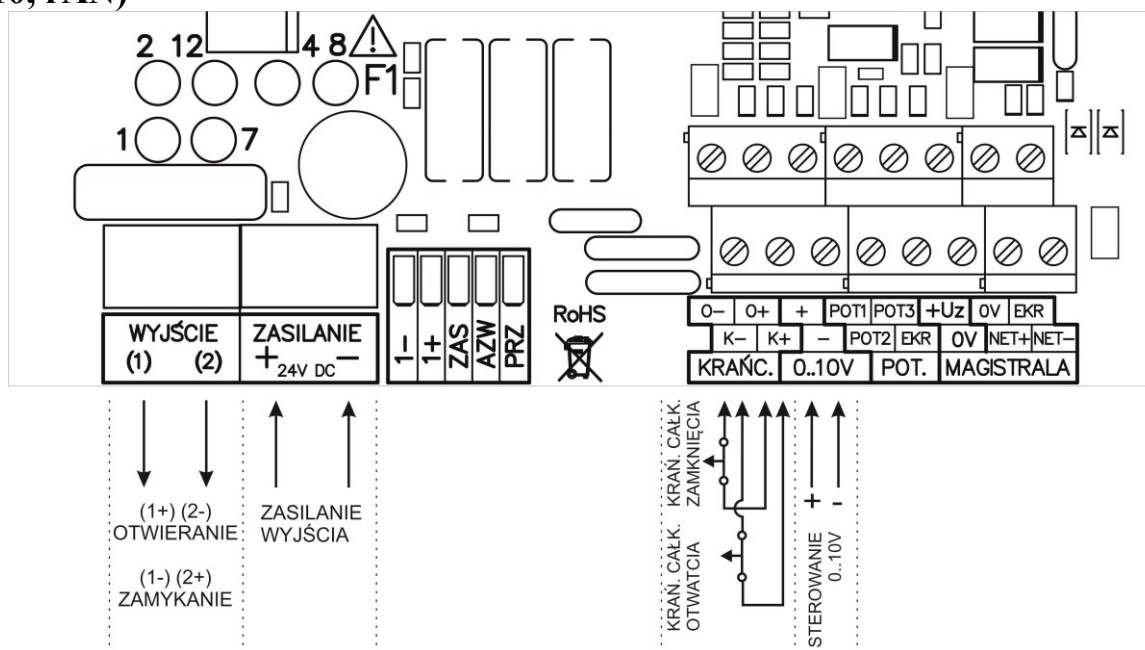 2 12 4 8
F1
1 7
WYJŚCIE ZASILANIE
(1) (2) + 24V DC −
1-
1+
ZAS
AZW
PRZ
RoHS
O- O+ + POT1 POT3 +Uz 0V EKR
K- K+ - POT2 EKR 0V NET+ NET-
KRAŃC. 0..10V POT. MAGISTRALA
(1+) (2-)
OTWIERANIE
(1-) (2+)
ZAMYKANIE
ZASILANIE
WYJŚCIA
KRAŃ. CAŁK.
ZAMKNIĘCIA
KRAŃ. CAŁK.
OTWATCIA
+ -
STEROWANIE
0..10V